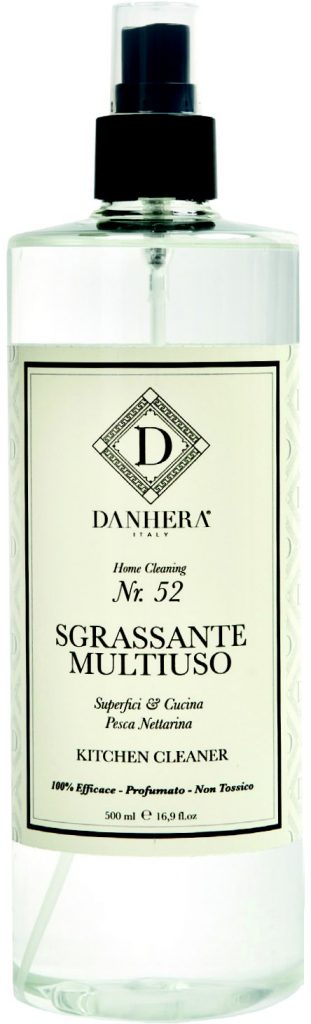 D
DANHERA®
ITALY
Home Cleaning
Nr. 52
SGRASSANTE
MULTIUSO
Superfici & Cucina
Pesca Nettarina
KITCHEN CLEANER
100% Efficace - Profumato - Non Tossico
500 ml ℮ 16,9 fl.oz